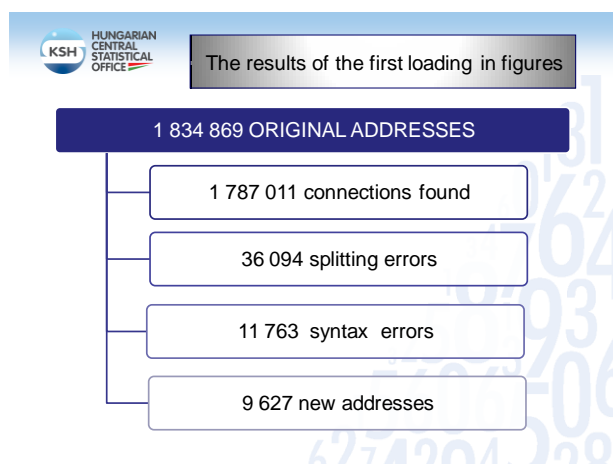 HUNGARIAN
CENTRAL
STATISTICAL
OFFICE
KSH
The results of the first loading in figures
1 834 869 ORIGINAL ADDRESSES
1 787 011 connections found
36 094 splitting errors
11 763 syntax errors
9 627 new addresses